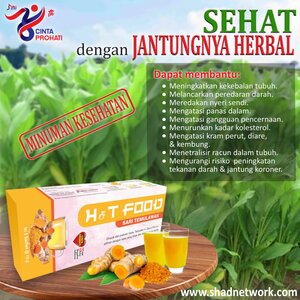 CINTA
PROHATI
SEHAT
dengan JANTUNGNYA HERBAL
Dapat membantu:
• Meningkatkan kekebalan tubuh.
• Melancarkan peredaran darah.
• Meredakan nyeri sendi.
• Mengatasi panas dalam.
• Mengatasi gangguan pencernaan.
• Menurunkan kadar kolesterol.
• Mengatasi kram perut, diare,
& kembung.
• Menetralisir racun dalam tubuh.
• Mengurangi risiko peningkatan
tekanan darah & jantung koroner.
MINUMAN KESEHATAN
HOT FOOD
SARI TEMULAWAK
www.shadnetwork.com